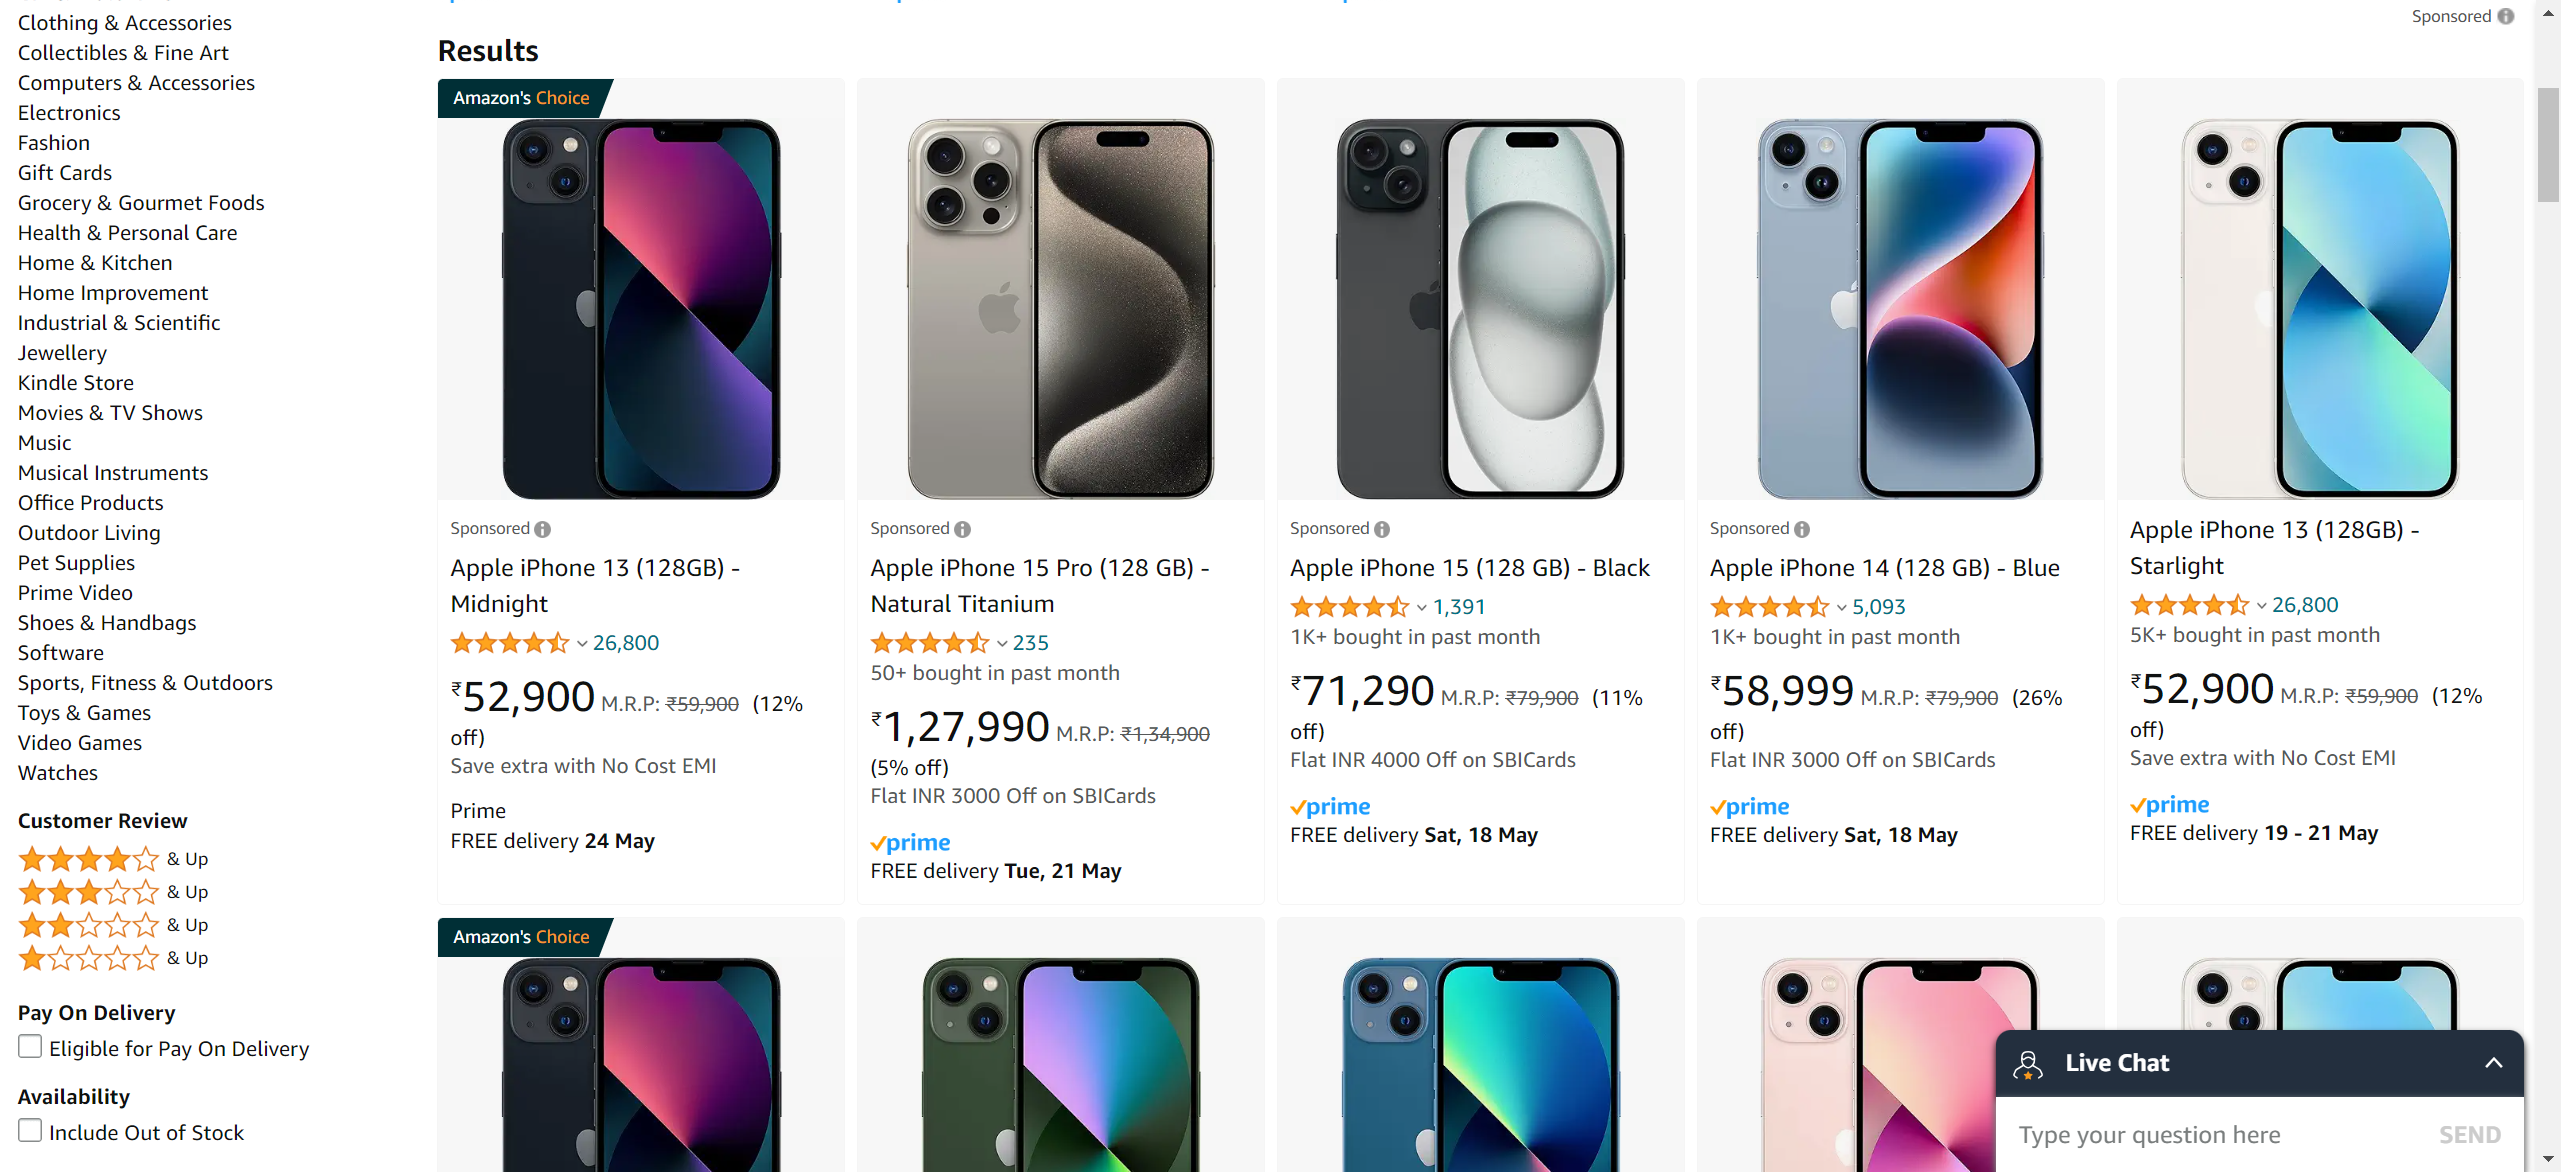 Clothing & Accessories
Collectibles & Fine Art
Computers & Accessories
Electronics
Fashion
Gift Cards
Grocery & Gourmet Foods
Health & Personal Care
Home & Kitchen
Home Improvement
Industrial & Scientific
Jewellery
Kindle Store
Movies & TV Shows
Music
Musical Instruments
Office Products
Outdoor Living
Pet Supplies
Prime Video
Shoes & Handbags
Software
Sports, Fitness & Outdoors
Toys & Games
Video Games
Watches
Customer Review
& Up
& Up
& Up
& Up
Pay On Delivery
Eligible for Pay On Delivery
Availability
Include Out of Stock
Sponsored
Results
Amazon's Choice
Sponsored
Apple iPhone 13 (128GB) -
Midnight
26,800
₹52,900 M.R.P: ₹59,900 (12%
off)
Save extra with No Cost EMI
Prime
FREE delivery 24 May
Sponsored
Apple iPhone 15 Pro (128 GB) -
Natural Titanium
235
50+ bought in past month
₹1,27,990 M.R.P: ₹1,34,900
(5% off)
Flat INR 3000 Off on SBICards
prime
FREE delivery Tue, 21 May
Sponsored
Apple iPhone 15 (128 GB) - Black
1,391
1K+ bought in past month
₹71,290 M.R.P: ₹79,900 (11%
off)
Flat INR 4000 Off on SBICards
prime
FREE delivery Sat, 18 May
Sponsored
Apple iPhone 14 (128 GB) - Blue
5,093
1K+ bought in past month
₹58,999 M.R.P: ₹79,900 (26%
off)
Flat INR 3000 Off on SBICards
prime
FREE delivery Sat, 18 May
Apple iPhone 13 (128GB) -
Starlight
26,800
5K+ bought in past month
₹52,900 M.R.P: ₹59,900 (12%
off)
Save extra with No Cost EMI
prime
FREE delivery 19 - 21 May
Amazon's Choice
Live Chat
Type your question here
SEND